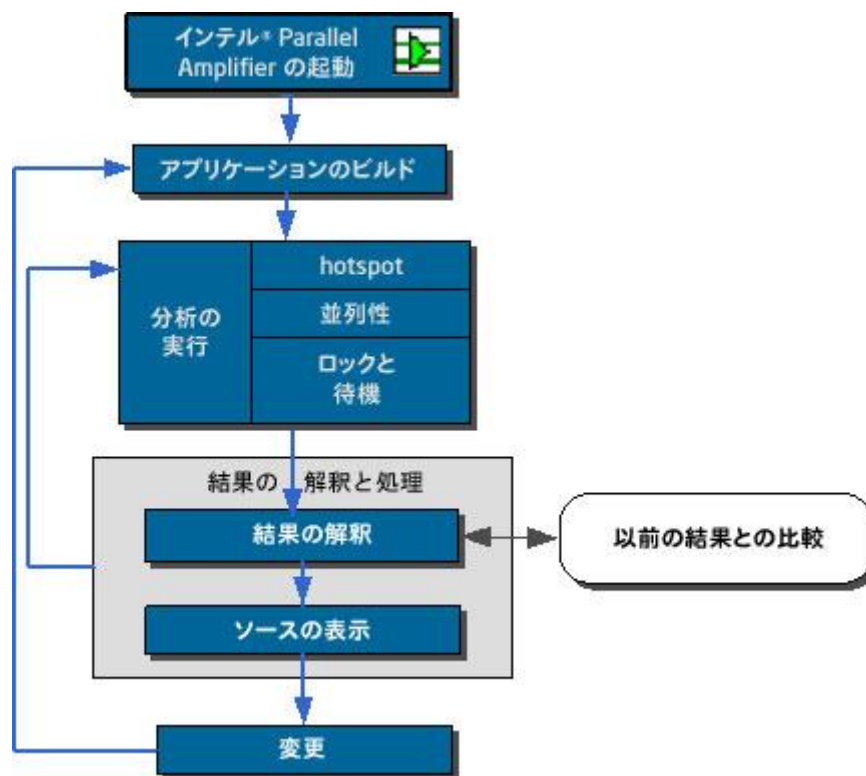 インテル® Parallel
Amplifier の起動
アプリケーションのビルド
分析の
実行
hotspot
並列性
ロックと
待機
結果の 解釈と処理
結果の解釈
以前の結果との比較
ソースの表示
変更